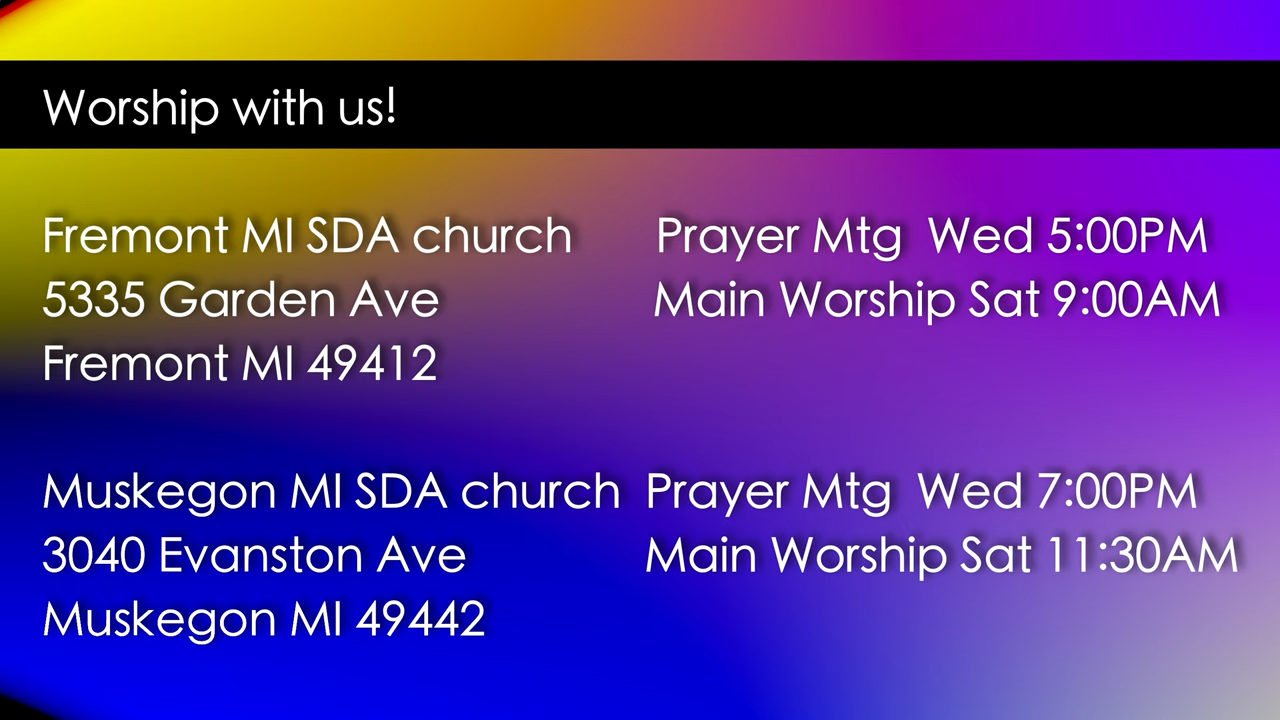 Worship with us!
Fremont MI SDA church Prayer Mtg Wed 5:00PM
5335 Garden Ave Main Worship Sat 9:00AM
Fremont MI 49412
Muskegon MI SDA church Prayer Mtg Wed 7:00PM
3040 Evanston Ave Main Worship Sat 11:30AM
Muskegon MI 49442